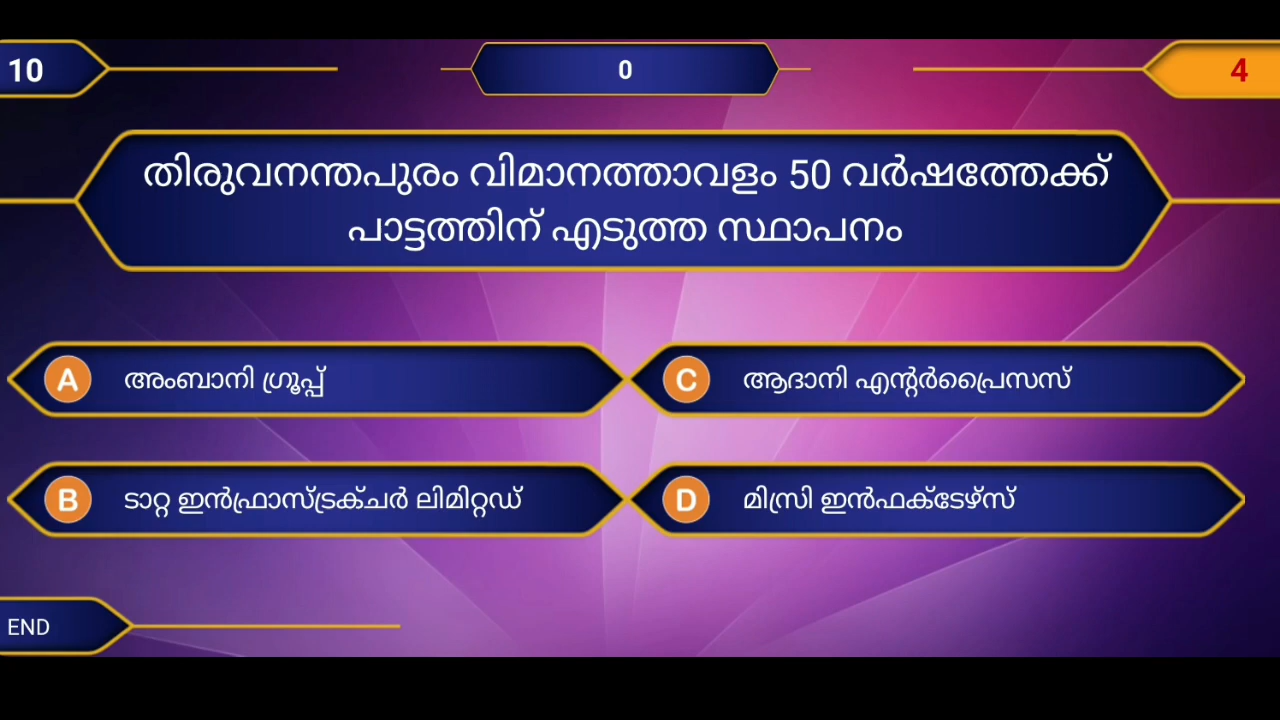 10
0
4
തിരുവനന്തപുരം വിമാനത്താവളം 50 വർഷത്തേക്ക്
പാട്ടത്തിന് എടുത്ത സ്ഥാപനം
A അംബാനി ഗ്രൂപ്പ്
C ആദാനി എന്റർപ്രൈസസ്
B ടാറ്റ ഇൻഫ്രാസ്ട്രക്ചർ ലിമിറ്റഡ്
D മിസ്രി ഇൻഫക്ടേഴ്സ്
END